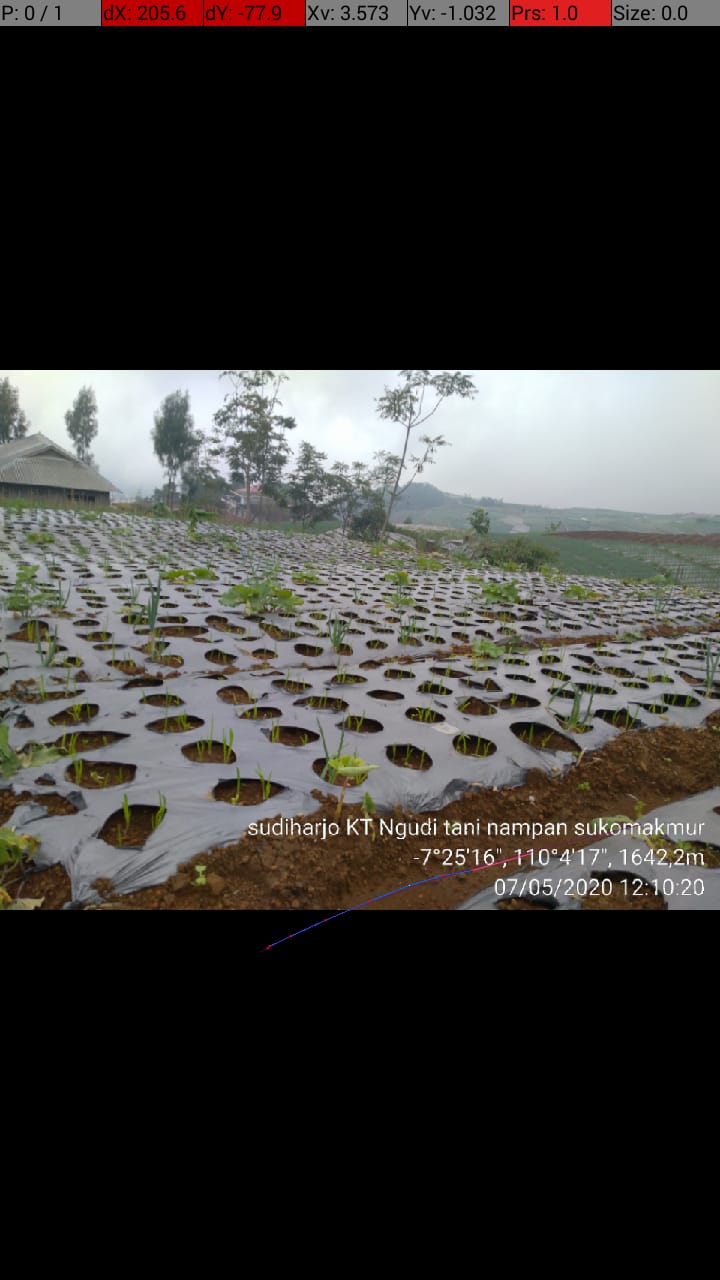 P: 0 / 1 dX: 205.6 dY: -77.9 Xv: 3.573 Yv: -1.032 Prs: 1.0 Size: 0.0
sudiharjo KT Ngudi tani nampan sukomakmur
-7°25'16", 110°4'17", 1642,2m
07/05/2020 12:10:20